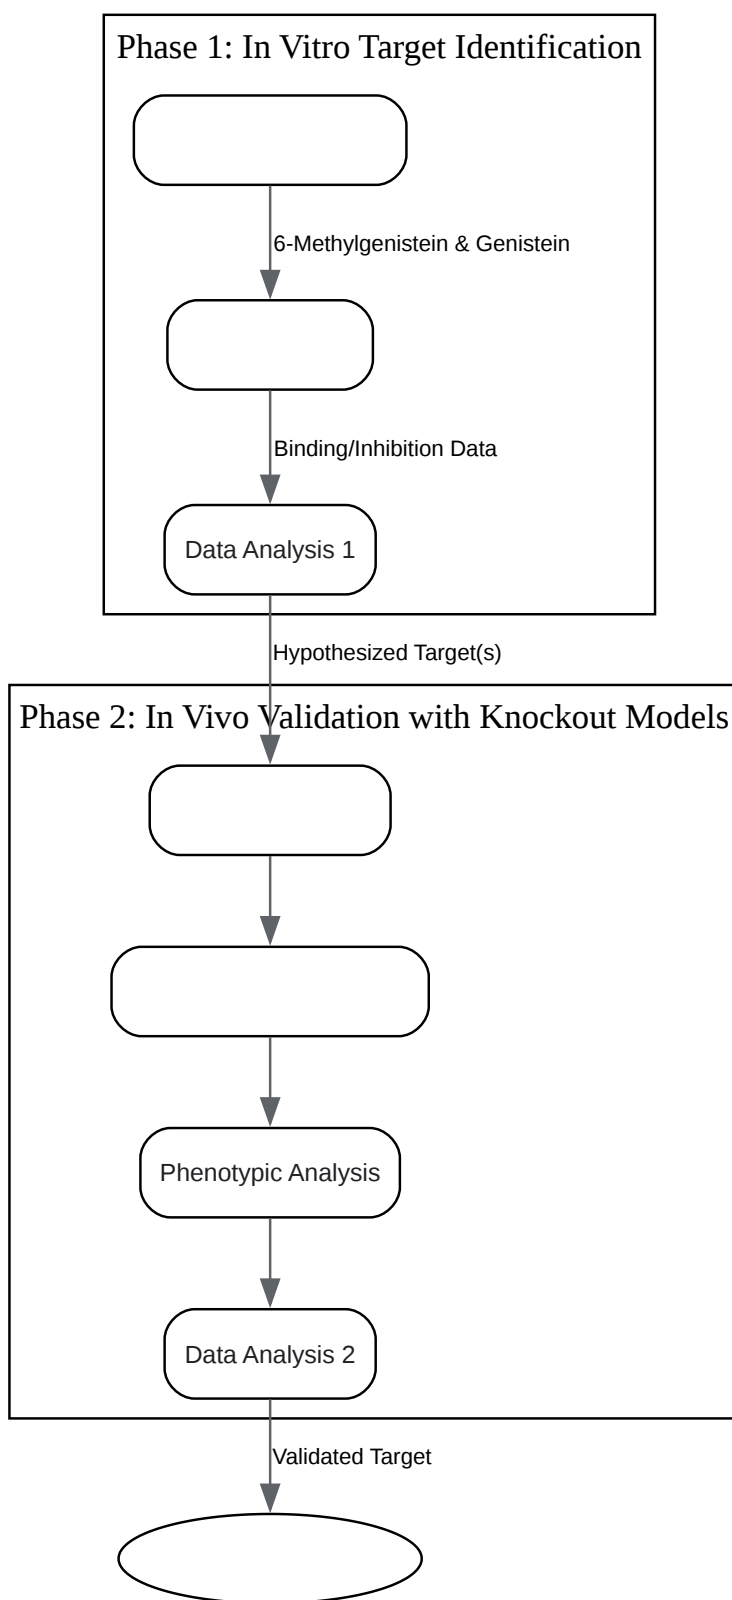 Phase 1: In Vitro Target Identification
6-Methylgenistein & Genistein
Binding/Inhibition Data
Data Analysis 1
Hypothesized Target(s)
Phase 2: In Vivo Validation with Knockout Models
Phenotypic Analysis
Data Analysis 2
Validated Target